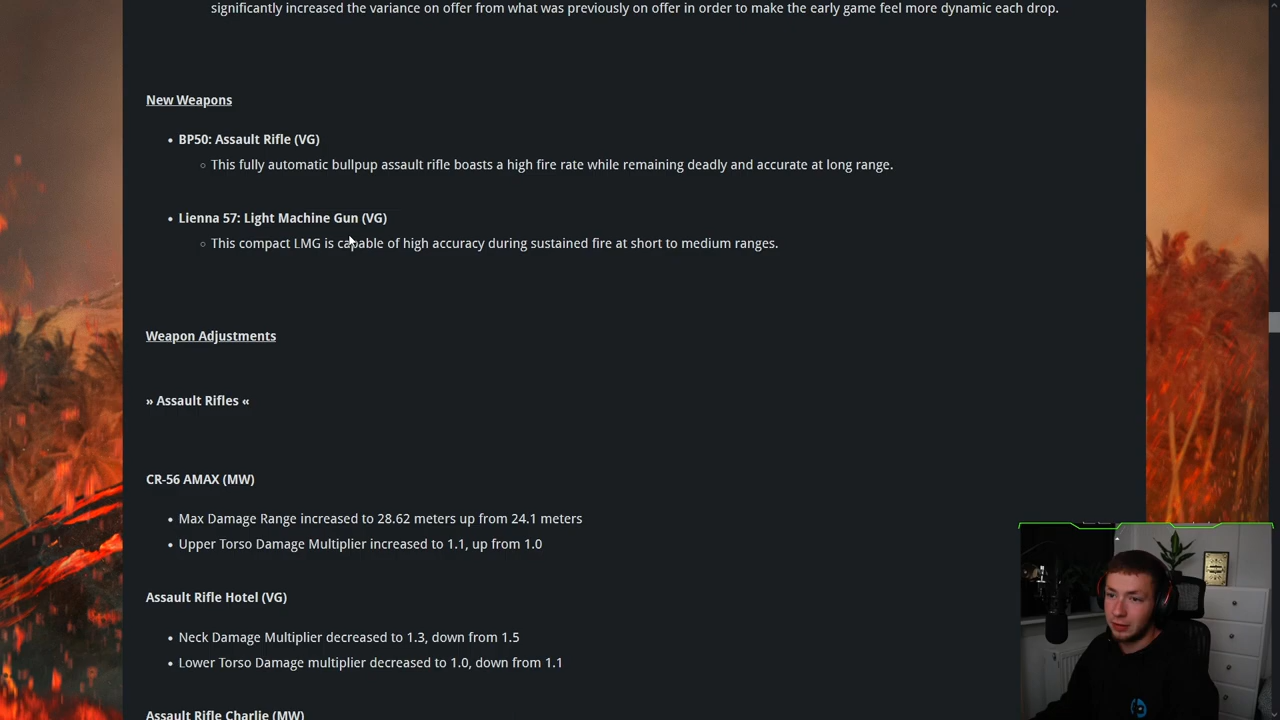 significantly increased the variance on offer from what was previously on offer in order to make the early game feel more dynamic each drop.
New Weapons
• BP50: Assault Rifle (VG)
○ This fully automatic bullpup assault rifle boasts a high fire rate while remaining deadly and accurate at long range.
• Lienna 57: Light Machine Gun (VG)
○ This compact LMG is capable of high accuracy during sustained fire at short to medium ranges.
Weapon Adjustments
» Assault Rifles «
CR-56 AMAX (MW)
• Max Damage Range increased to 28.62 meters up from 24.1 meters
• Upper Torso Damage Multiplier increased to 1.1, up from 1.0
Assault Rifle Hotel (VG)
• Neck Damage Multiplier decreased to 1.3, down from 1.5
• Lower Torso Damage multiplier decreased to 1.0, down from 1.1
Assault Rifle Charlie (MW)